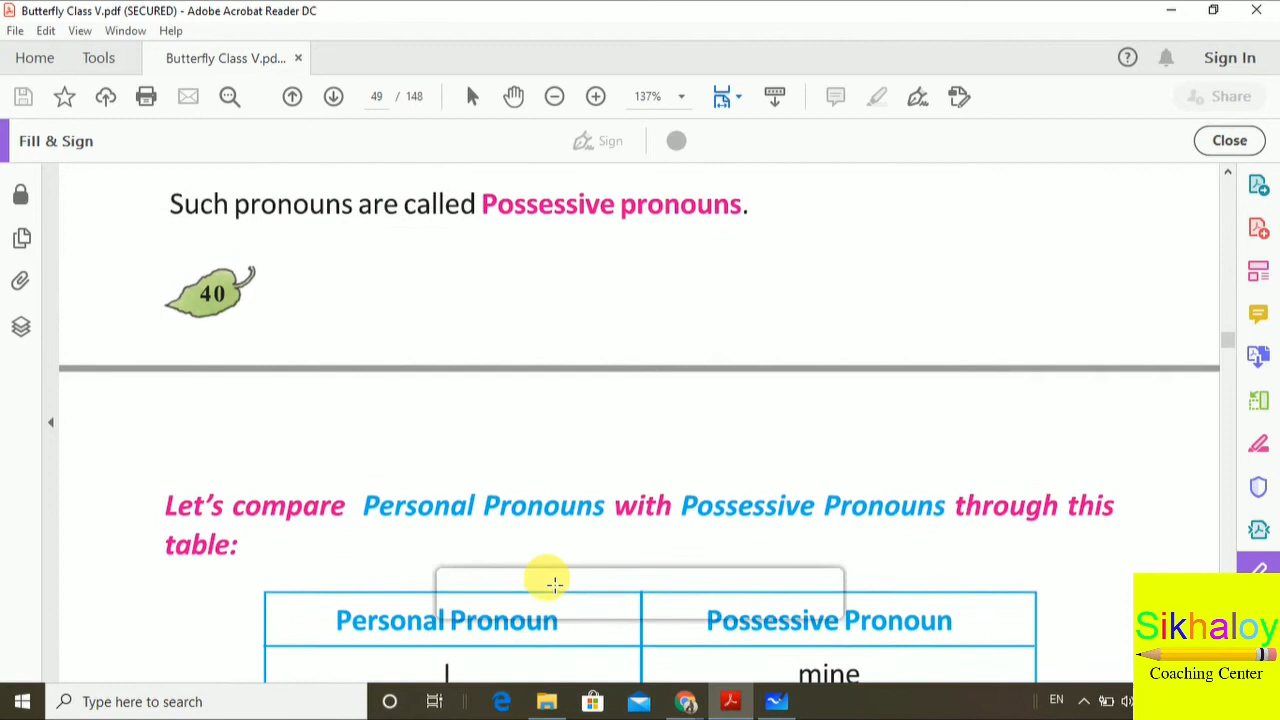 Butterfly Class V.pdf (SECURED) - Adobe Acrobat Reader DC
File Edit View Window Help
Home Tools Butterfly Class V.pd... × Sign In
49 / 148 137% Share
Fill & Sign Sign Close
Such pronouns are called Possessive pronouns.
40
Let's compare Personal Pronouns with Possessive Pronouns through this
table:
Personal Pronoun Possessive Pronoun
I mine
Sikhaloy
Coaching Center
Type here to search EN